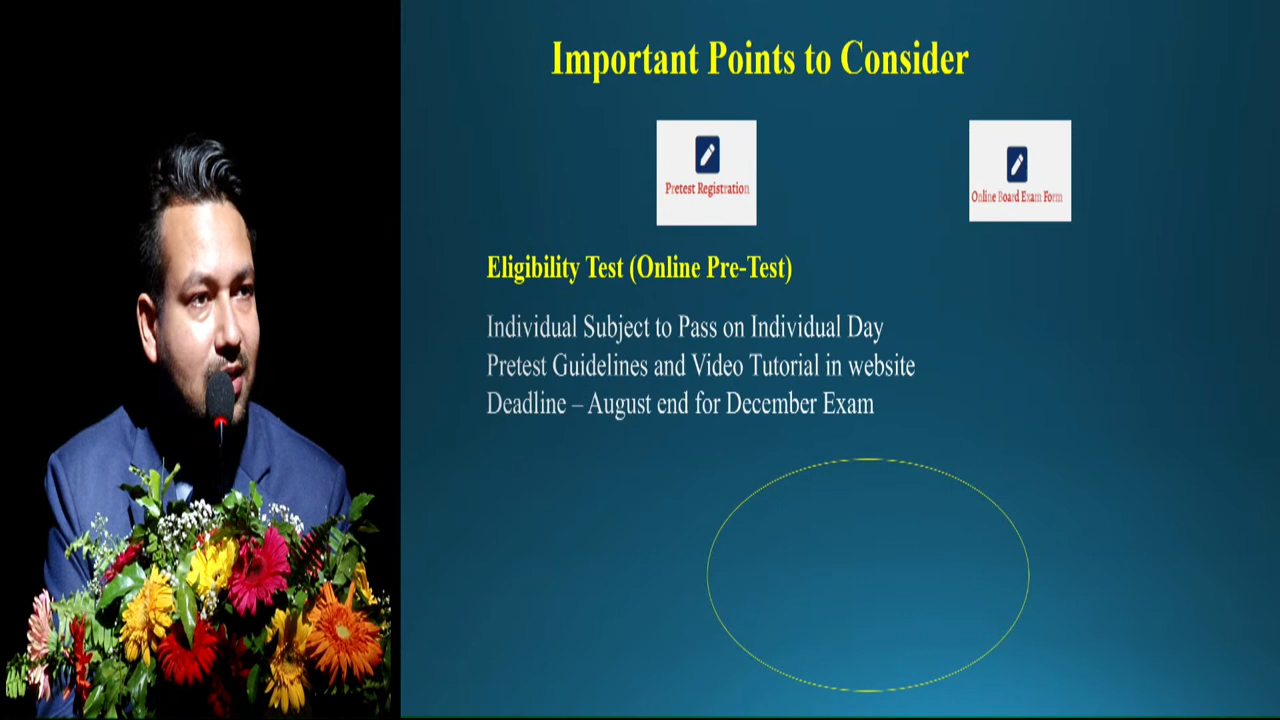 Important Points to Consider
Pretest Registration
Online Board Exam Form
Eligibility Test (Online Pre-Test)
Individual Subject to Pass on Individual Day
Pretest Guidelines and Video Tutorial in website
Deadline – August end for December Exam